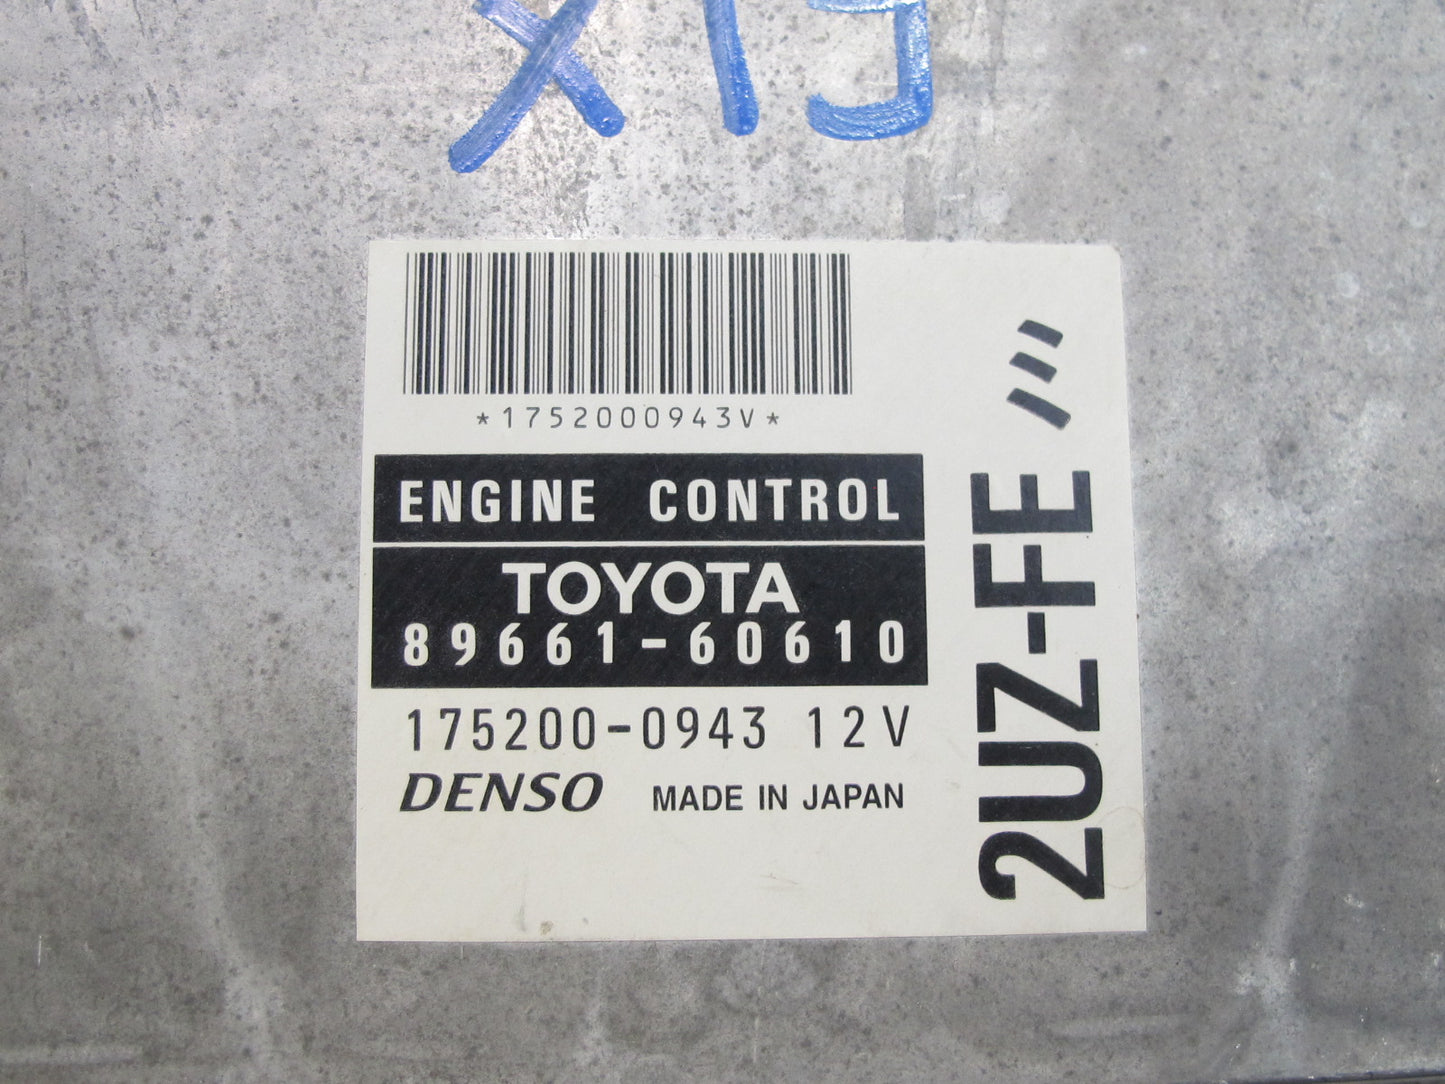 *1752000943V*
ENGINE CONTROL
TOYOTA
89661-60610
175200-0943 12V
DENSO MADE IN JAPAN
2UZ-FE